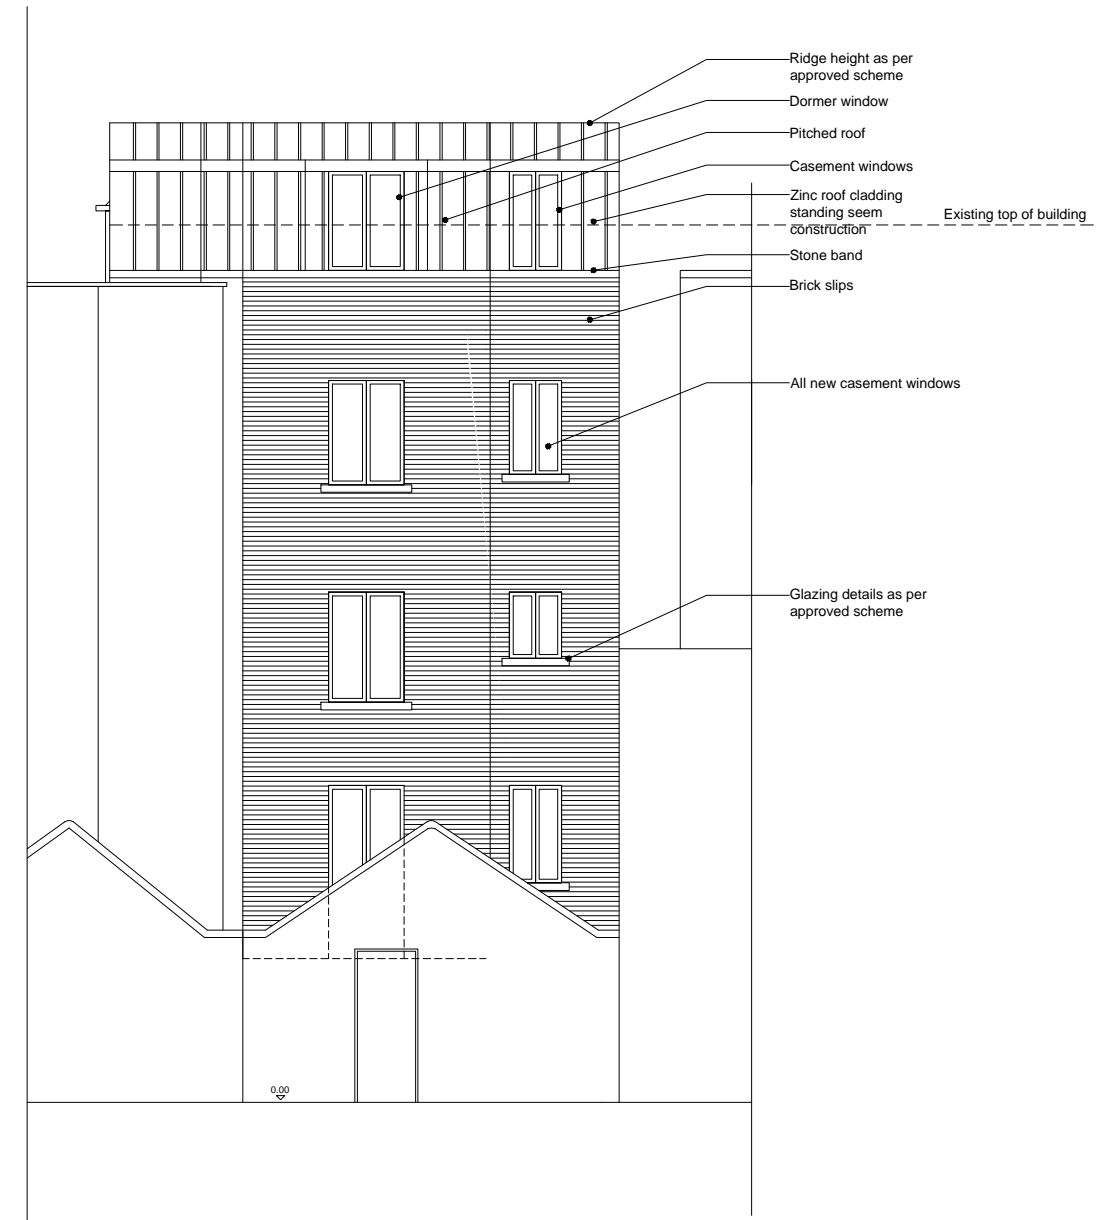 Ridge height as per
approved scheme
Dormer window
Pitched roof
Casement windows
Zinc roof cladding
standing seem
construction
Existing top of building
Stone band
Brick slips
All new casement windows
Glazing details as per
approved scheme
0.00